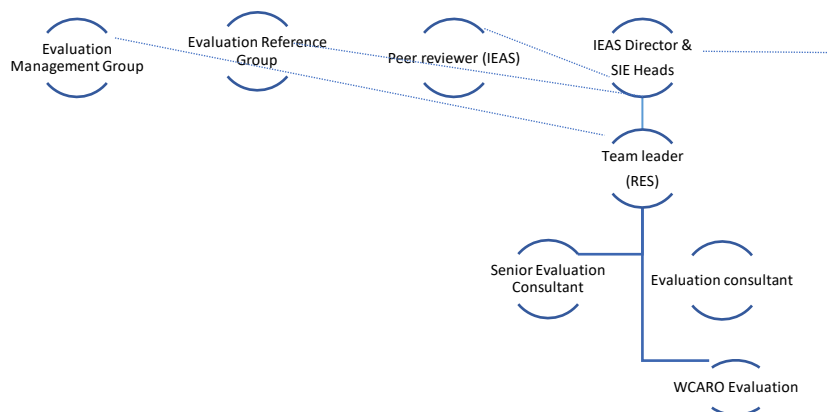 Evaluation
Management Group
Evaluation Reference
Group
Peer reviewer (IEAS)
IEAS Director &
SIE Heads
Team leader
(RES)
Senior Evaluation
Consultant
Evaluation consultant
WCARO Evaluation